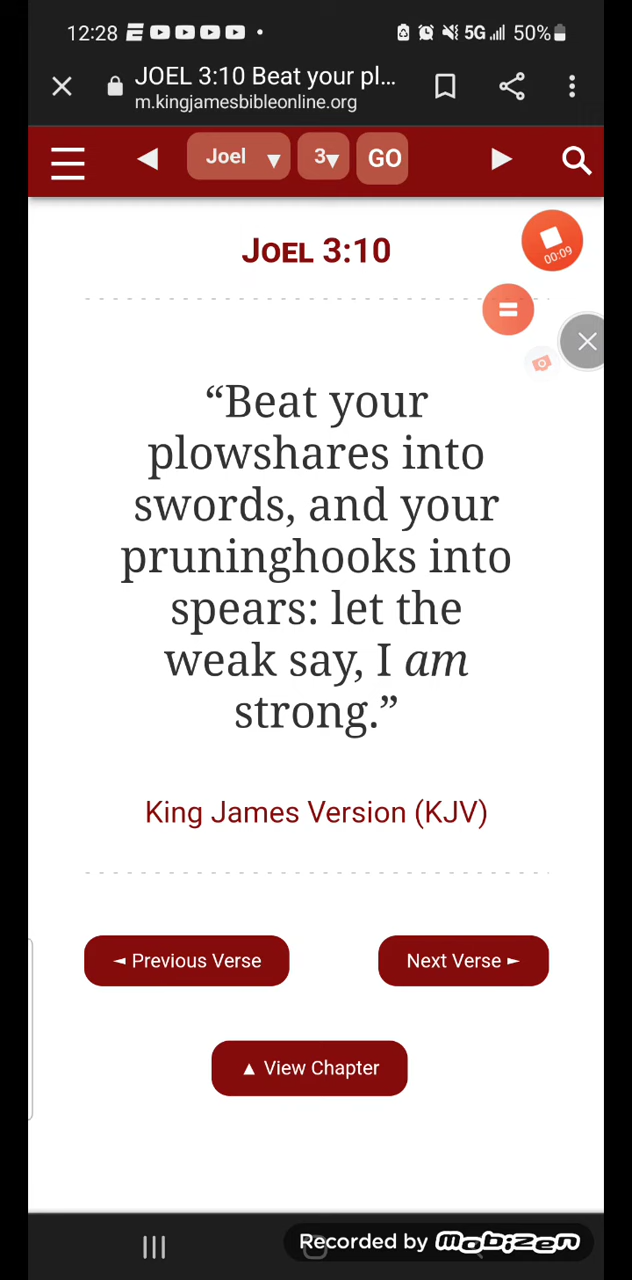 12:28 5G 50%
JOEL 3:10 Beat your pl...
m.kingjamesbibleonline.org
Joel ▼ 3▼ GO
JOEL 3:10
00:09
“Beat your
plowshares into
swords, and your
pruninghooks into
spears: let the
weak say, I am
strong.”
King James Version (KJV)
◄ Previous Verse
Next Verse ►
▲ View Chapter
Recorded by mobizen